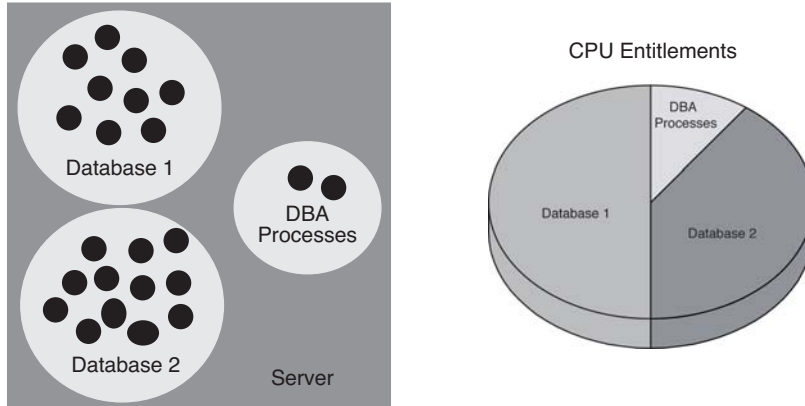 Database 1
DBA
Processes
Database 2
Server
CPU Entitlements
DBA
Processes
Database 1
Database 2